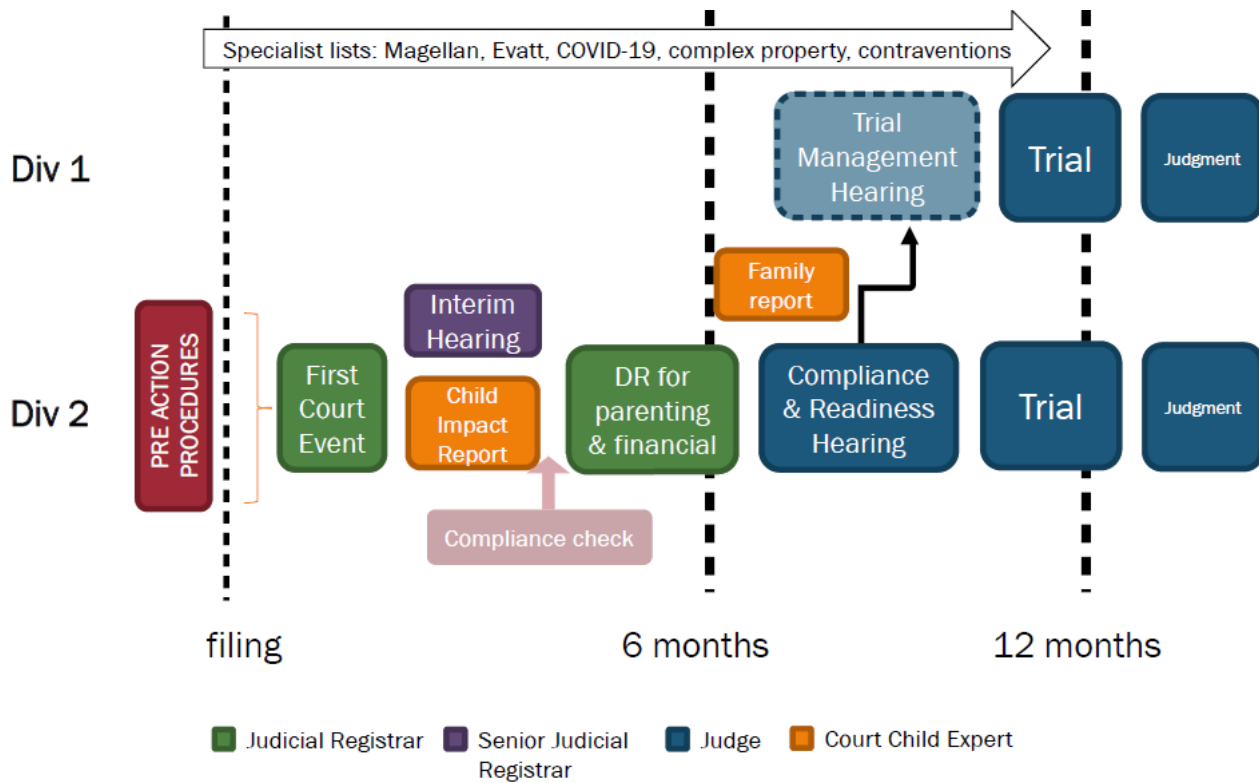 Specialist lists: Magellan, Evatt, COVID-19, complex property, contraventions
Div 1
Trial
Management
Hearing
Trial
Judgment
Family
report
Div 2
PRE ACTION
PROCEDURES
First
Court
Event
Interim
Hearing
Child
Impact
Report
Compliance check
DR for
parenting
& financial
Compliance
& Readiness
Hearing
Trial
Judgment
filing
6 months
12 months
Judicial Registrar
Senior Judicial
Registrar
Judge
Court Child Expert